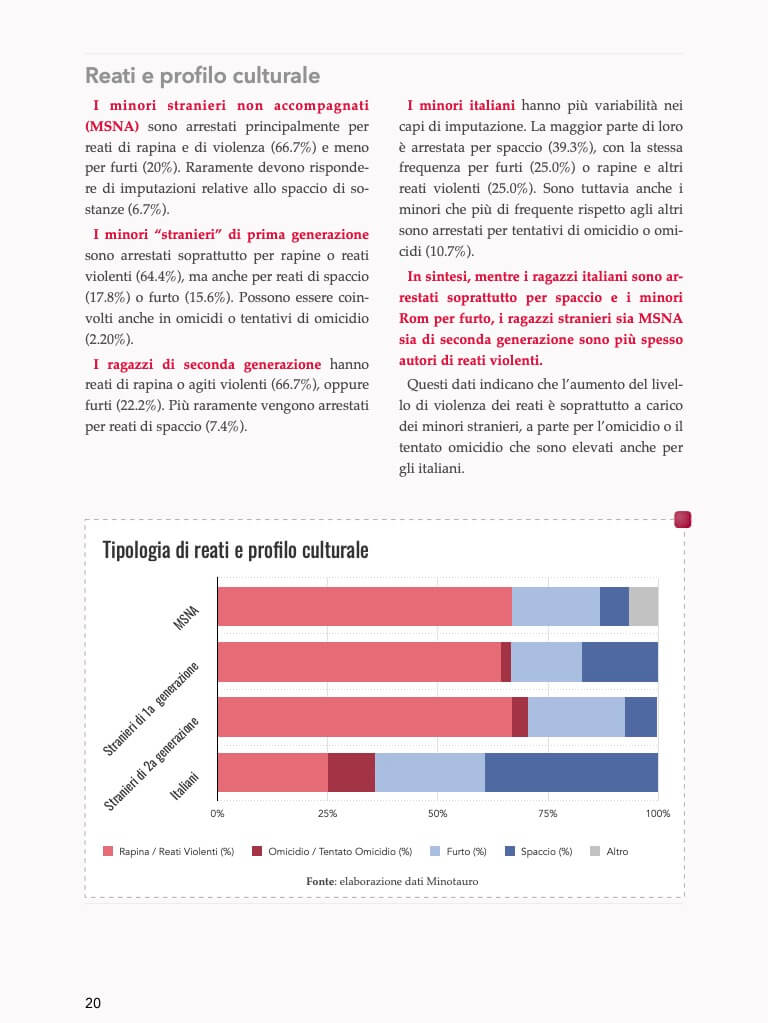 Reati e profilo culturale
I minori stranieri non accompagnati
(MSNA) sono arrestati principalmente per
reati di rapina e di violenza (66.7%) e meno
per furti (20%). Raramente devono risponde-
re di imputazioni relative allo spaccio di so-
stanze (6.7%).
I minori “stranieri” di prima generazione
sono arrestati soprattutto per rapine o reati
violenti (64.4%), ma anche per reati di spaccio
(17.8%) o furto (15.6%). Possono essere coin-
volti anche in omicidi o tentativi di omicidio
(2.20%).
I ragazzi di seconda generazione hanno
reati di rapina o agiti violenti (66.7%), oppure
furti (22.2%). Più raramente vengono arrestati
per reati di spaccio (7.4%).
I minori italiani hanno più variabilità nei
capi di imputazione. La maggior parte di loro
è arrestata per spaccio (39.3%), con la stessa
frequenza per furti (25.0%) o rapine e altri
reati violenti (25.0%). Sono tuttavia anche i
minori che più di frequente rispetto agli altri
sono arrestati per tentativi di omicidio o omi-
cidi (10.7%).
In sintesi, mentre i ragazzi italiani sono ar-
restati soprattutto per spaccio e i minori
Rom per furto, i ragazzi stranieri sia MSNA
sia di seconda generazione sono più spesso
autori di reati violenti.
Questi dati indicano che l’aumento del livel-
lo di violenza dei reati è soprattutto a carico
dei minori stranieri, a parte per l’omicidio o il
tentato omicidio che sono elevati anche per
gli italiani.
Tipologia di reati e profilo culturale
MSNA
Stranieri di 1a generazione
Stranieri di 2a generazione
Italiani
0% 25% 50% 75% 100%
Rapina / Reati Violenti (%) Omicidio / Tentato Omicidio (%) Furto (%) Spaccio (%) Altro
Fonte: elaborazione dati Minotauro
20